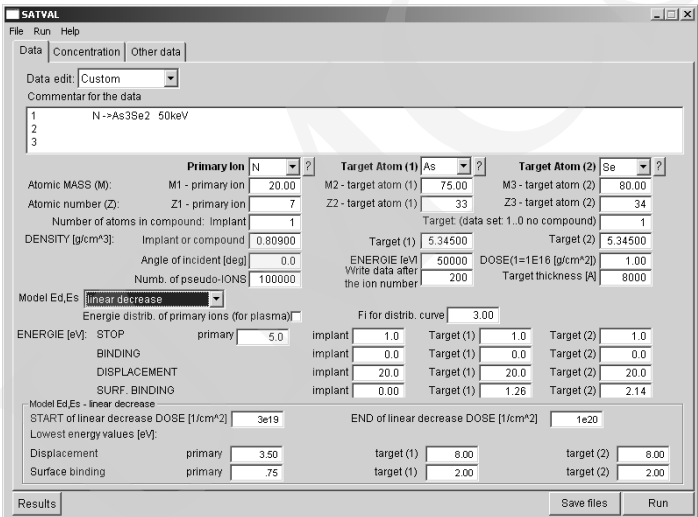 SATVAL
File Run Help
Data Concentration Other data
Data edit: Custom
Commentar for the data
1 N ->As3Se2 50keV
2
3
Primary Ion N ? Target Atom (1) As ? Target Atom (2) Se ?
Atomic MASS (M): M1 - primary ion 20.00 M2 - target atom (1) 75.00 M3 - target atom (2) 80.00
Atomic number (Z): Z1 - primary ion 7 Z2 - target atom (1) 33 Z3 - target atom (2) 34
Number of atoms in compound: Implant 1 Target: (data set: 1..0 no compound) 1
DENSITY [g/cm^3]: Implant or compound 0.80900 Target (1) 5.34500 Target (2) 5.34500
Angle of incident [deg] 0.0 ENERGIE [eV] 50000 DOSE(1=1E16 [g/cm^2]) 1.00
Numb. of pseudo-IONS 100000 Write data after the ion number 200 Target thickness [A] 8000
Model Ed,Es linear decrease
Energie distrib. of primary ions (for plasma) Fi for distrib. curve 3.00
ENERGIE [eV]: STOP primary 5.0 implant 1.0 Target (1) 1.0 Target (2) 1.0
BINDING implant 0.0 Target (1) 0.0 Target (2) 0.0
DISPLACEMENT implant 20.0 Target (1) 20.0 Target (2) 20.0
SURF. BINDING implant 0.00 Target (1) 1.26 Target (2) 2.14
Model Ed,Es - linear decrease
START of linear decrease DOSE [1/cm^2] 3e19 END of linear decrease DOSE [1/cm^2] 1e20
Lowest energy values [eV]:
Displacement primary 3.50 target (1) 8.00 target (2) 8.00
Surface binding primary .75 target (1) 2.00 target (2) 2.00
Results Save files Run